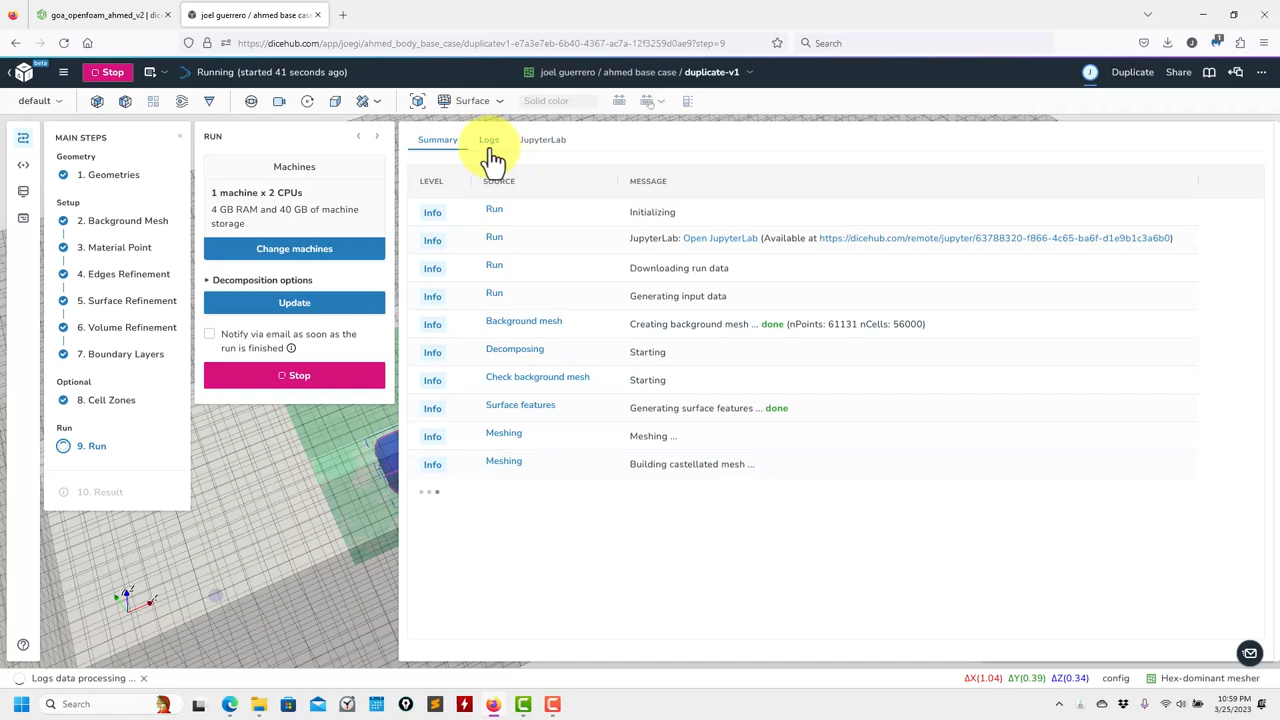 goa_openfoam_ahmed_v2 | dice
joel guerrero / ahmed base case
https://dicehub.com/app/joegi/ahmed_body_base_case/duplicatev1-e7a3e7eb-6b40-4367-ac7a-12f3259d0ae9?step=9
Search
beta
Stop
Running (started 41 seconds ago)
joel guerrero / ahmed base case / duplicate-v1
J
Duplicate
Share
default
Surface
Solid color
MAIN STEPS
Geometry
1. Geometries
Setup
2. Background Mesh
3. Material Point
4. Edges Refinement
5. Surface Refinement
6. Volume Refinement
7. Boundary Layers
Optional
8. Cell Zones
Run
9. Run
10. Result
RUN
Machines
1 machine x 2 CPUs
4 GB RAM and 40 GB of machine
storage
Change machines
Decomposition options
Update
Notify via email as soon as the
run is finished
Stop
Summary
Logs
JupyterLab
LEVEL SOURCE MESSAGE
Info Run Initializing
Info Run JupyterLab: Open JupyterLab (Available at https://dicehub.com/remote/jupyter/63788320-f866-4c65-ba6f-d1e9b1c3a6b0)
Info Run Downloading run data
Info Run Generating input data
Info Background mesh Creating background mesh ... done (nPoints: 61131 nCells: 56000)
Info Decomposing Starting
Info Check background mesh Starting
Info Surface features Generating surface features ... done
Info Meshing Meshing ...
Info Meshing Building castellated mesh ...
Logs data processing ...
ΔX(1.04) ΔY(0.39) ΔZ(0.34) config Hex-dominant mesher
Search
10:59 PM
3/25/2023